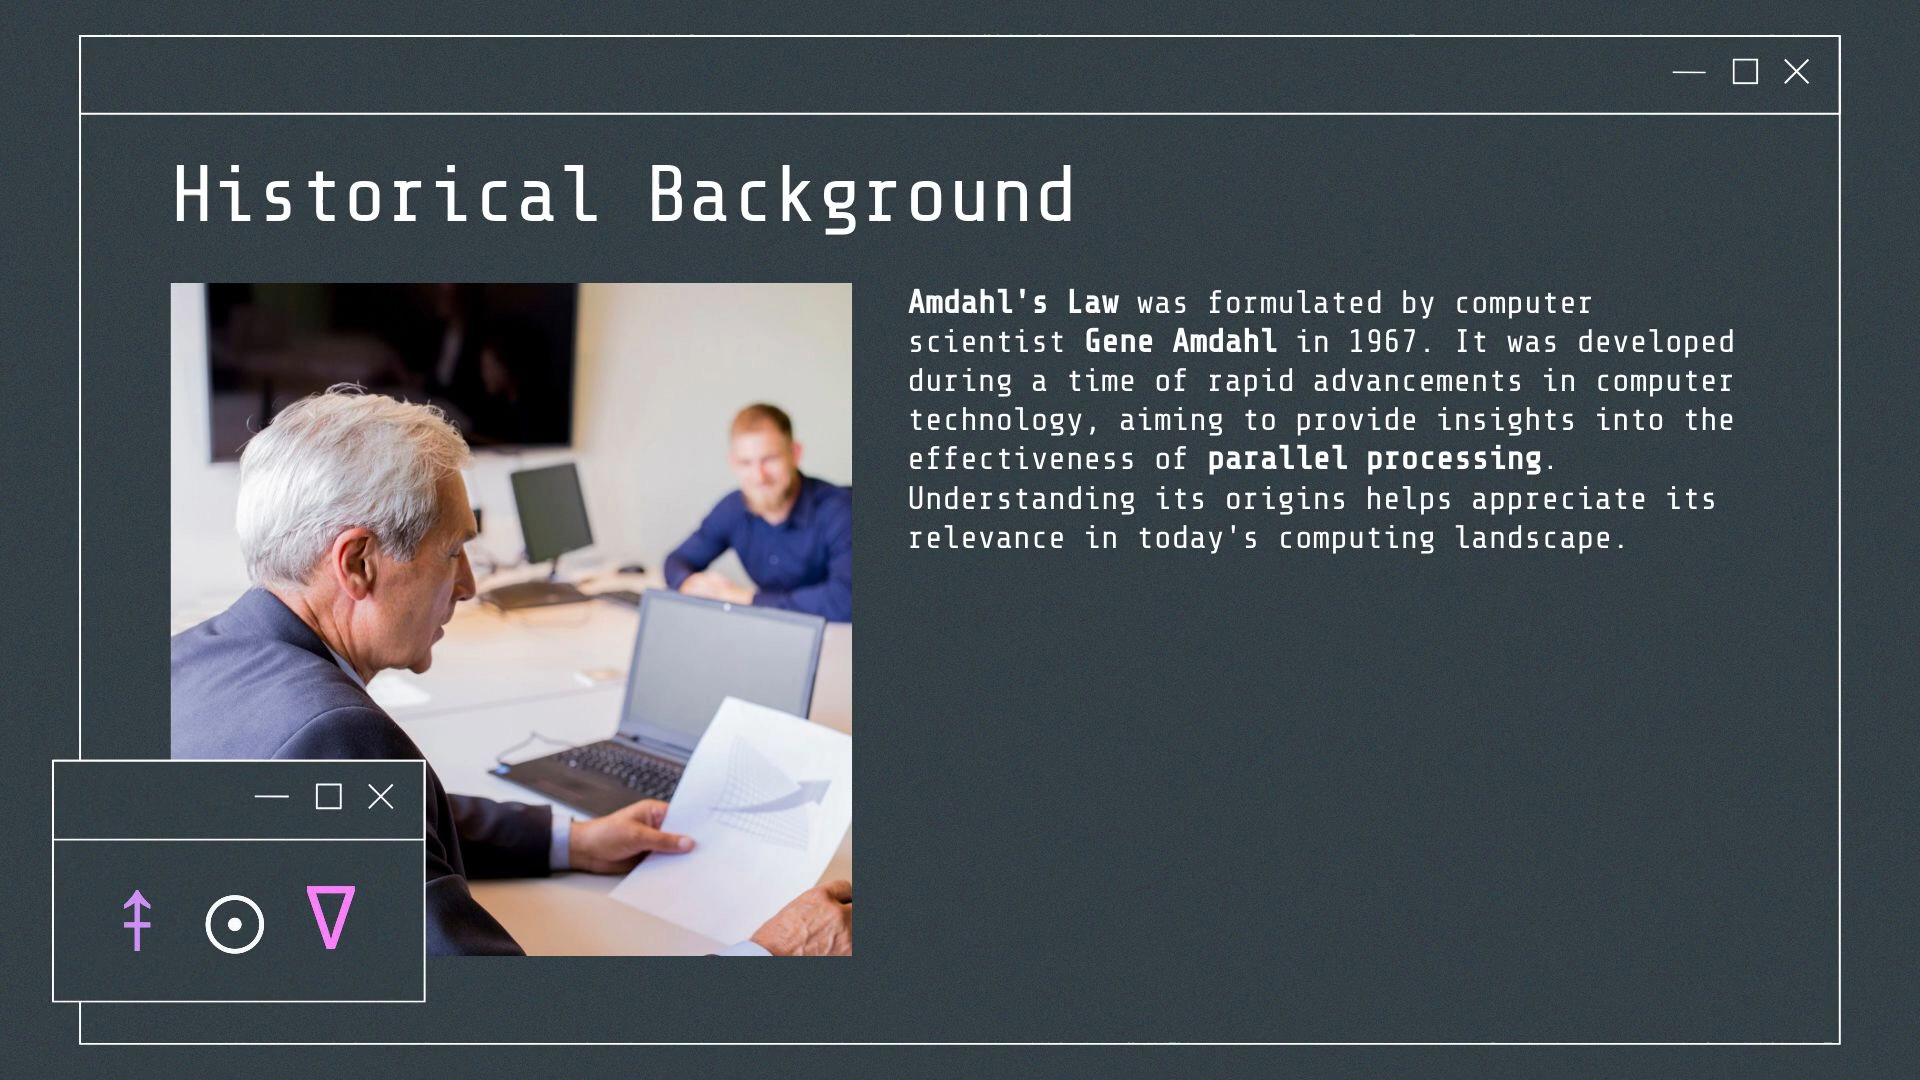 Historical Background
Amdahl's Law was formulated by computer
scientist Gene Amdahl in 1967. It was developed
during a time of rapid advancements in computer
technology, aiming to provide insights into the
effectiveness of parallel processing.
Understanding its origins helps appreciate its
relevance in today's computing landscape.